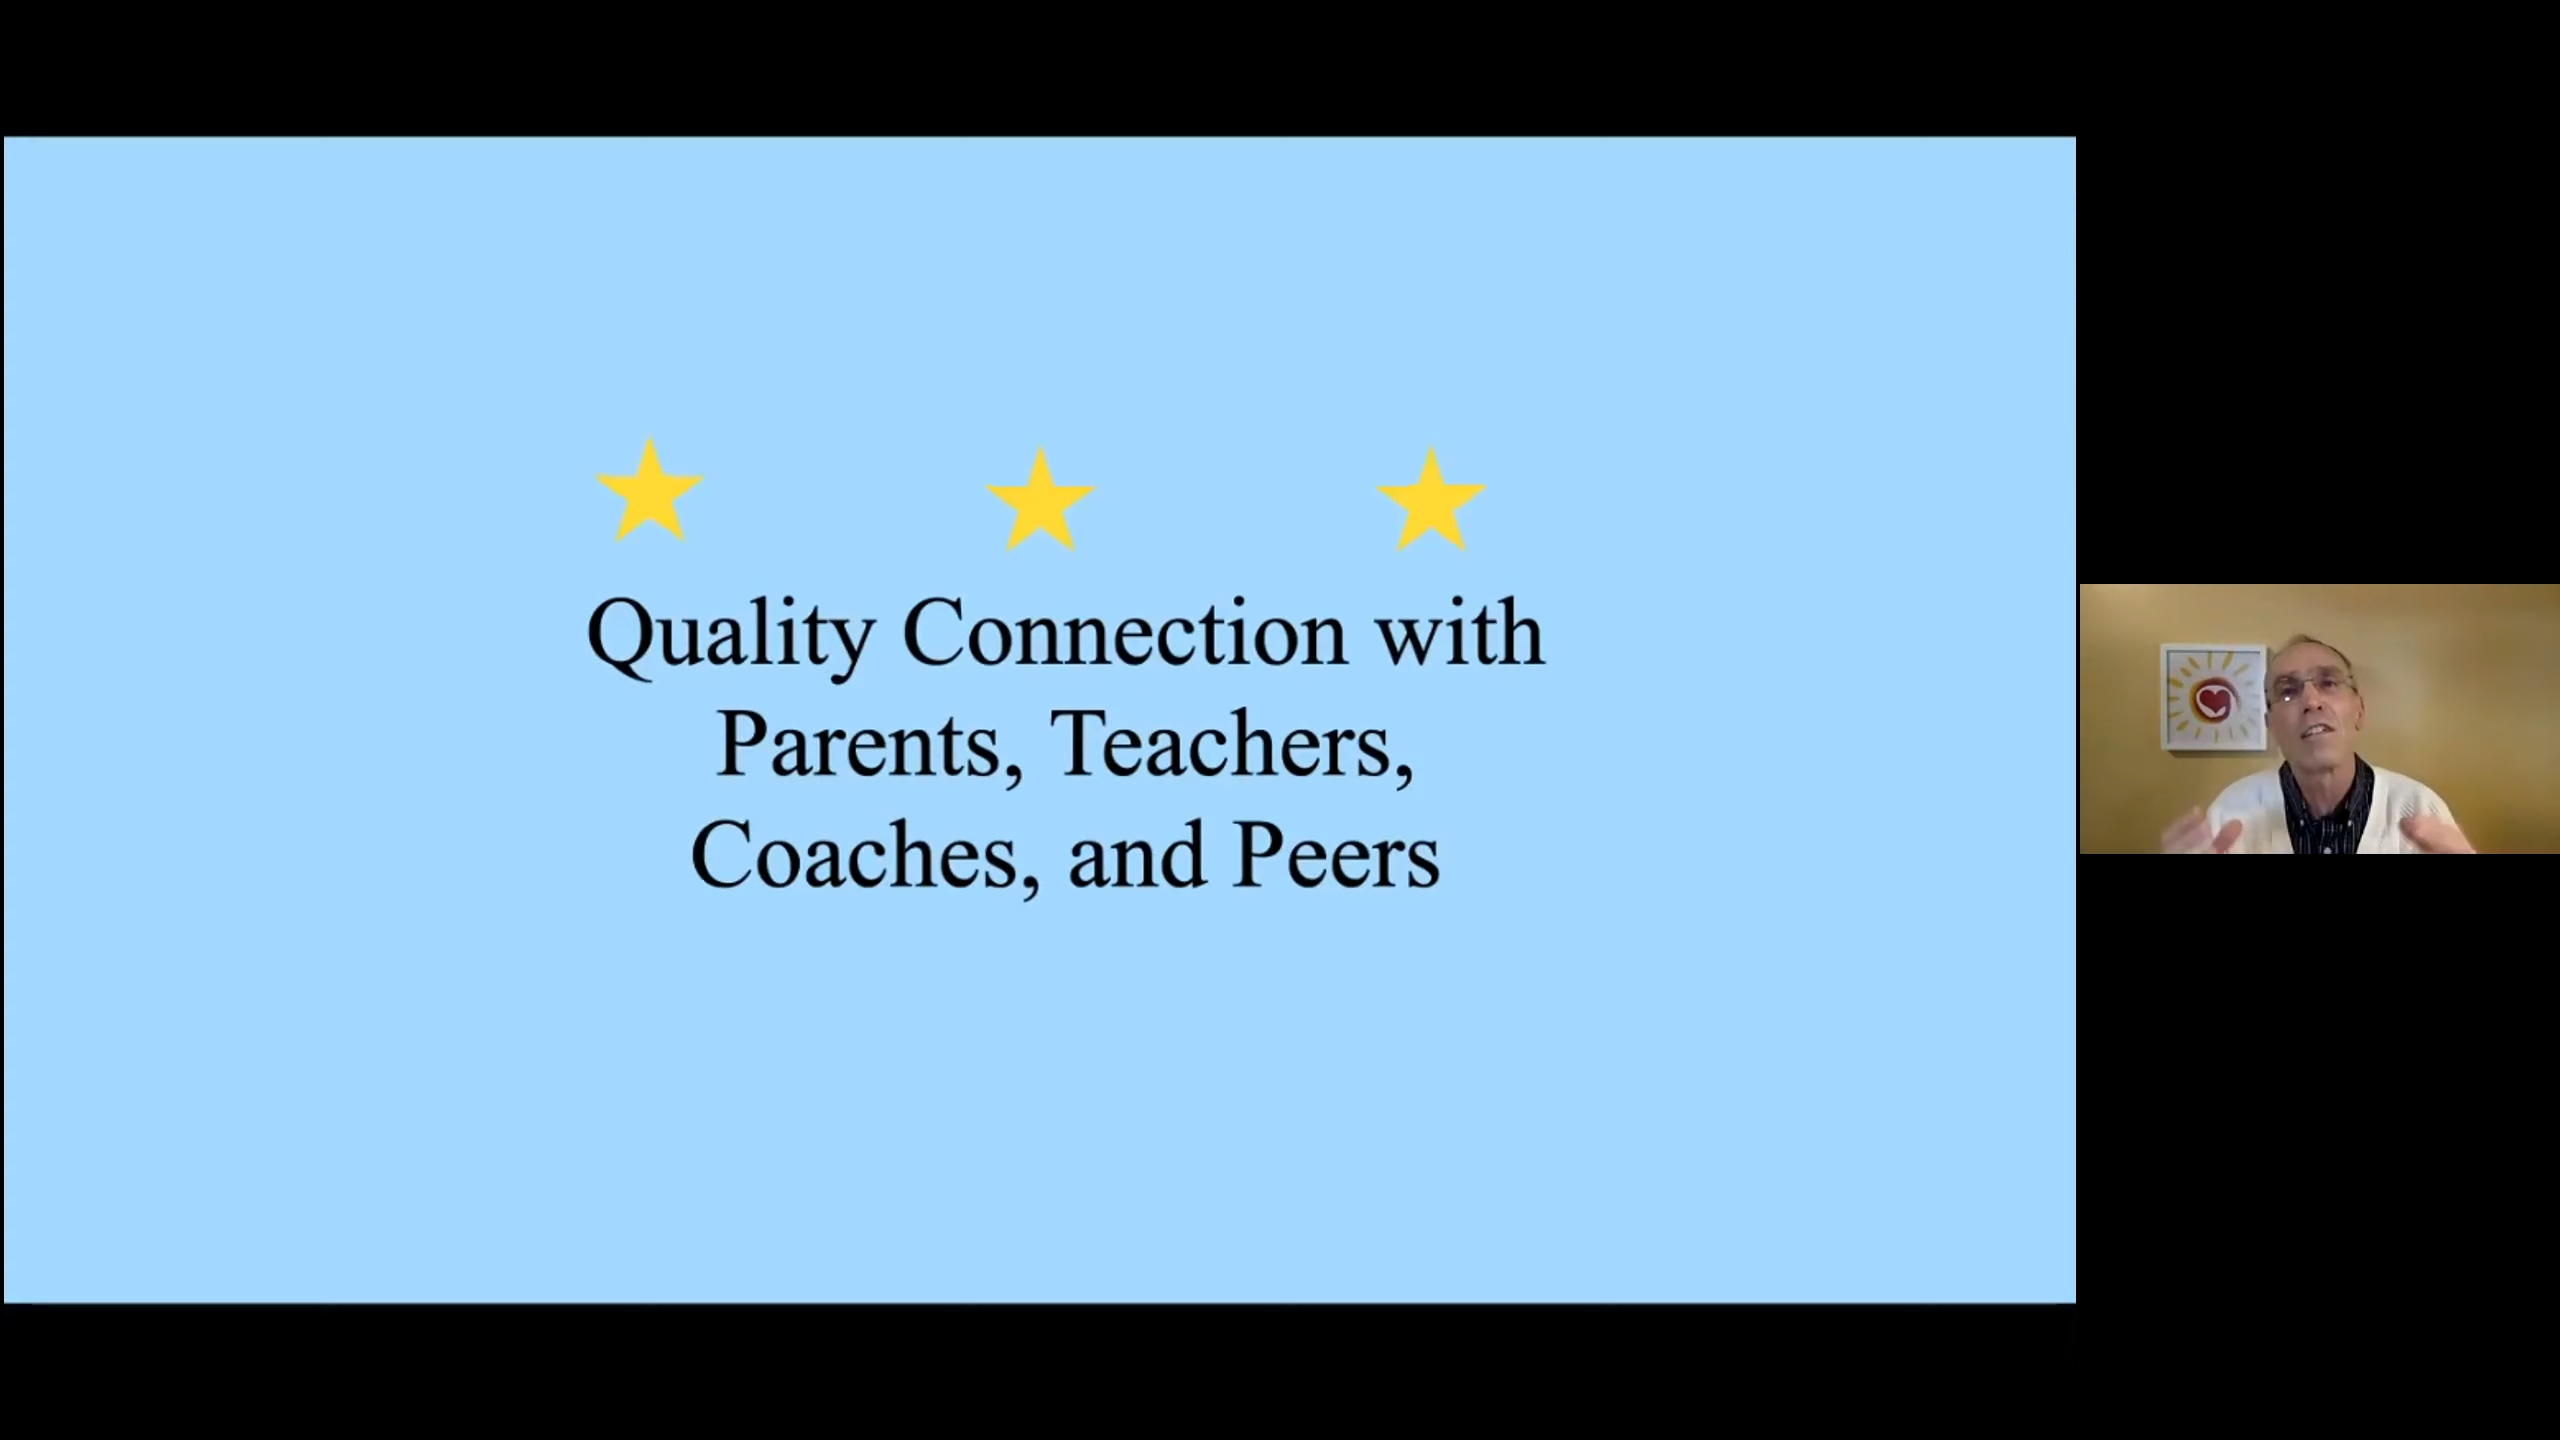 Quality Connection with
Parents, Teachers,
Coaches, and Peers